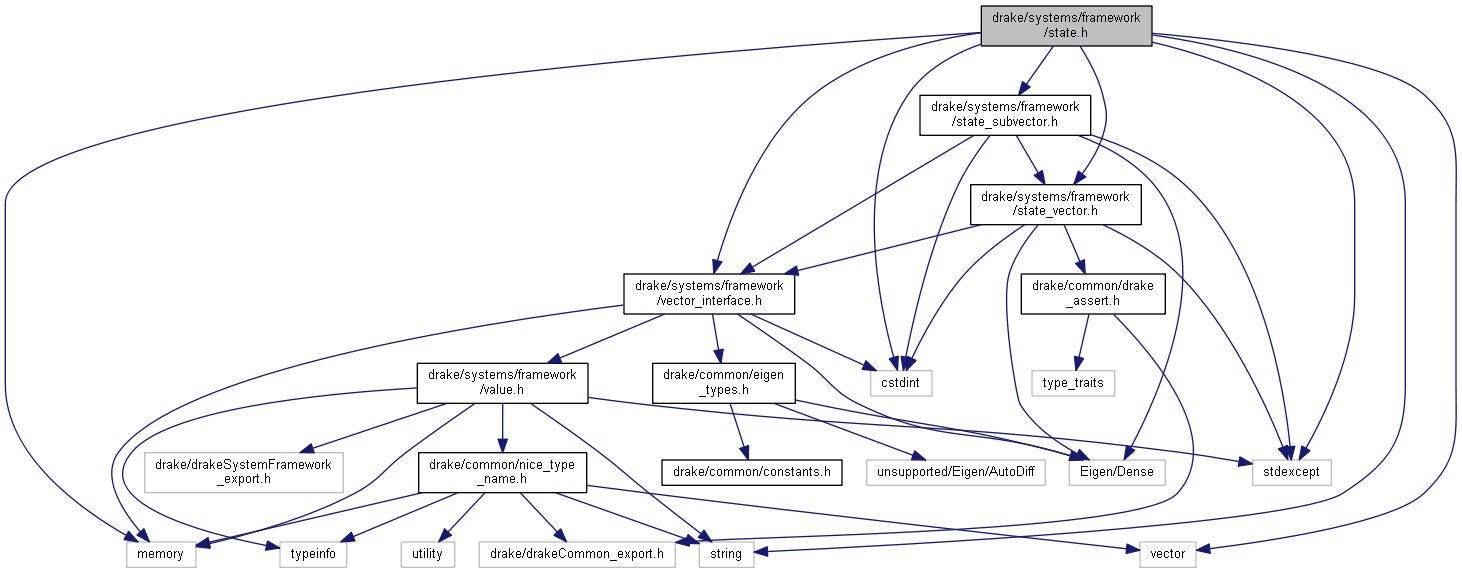 drake/systems/framework
/state.h
drake/systems/framework
/state_subvector.h
drake/systems/framework
/state_vector.h
drake/systems/framework
/vector_interface.h
drake/common/drake
_assert.h
drake/systems/framework
/value.h
drake/common/eigen
_types.h
cstdint
type_traits
drake/drakeSystemFramework
_export.h
drake/common/nice_type
_name.h
drake/common/constants.h
unsupported/Eigen/AutoDiff
Eigen/Dense
stdexcept
memory
typeinfo
utility
drake/drakeCommon_export.h
string
vector